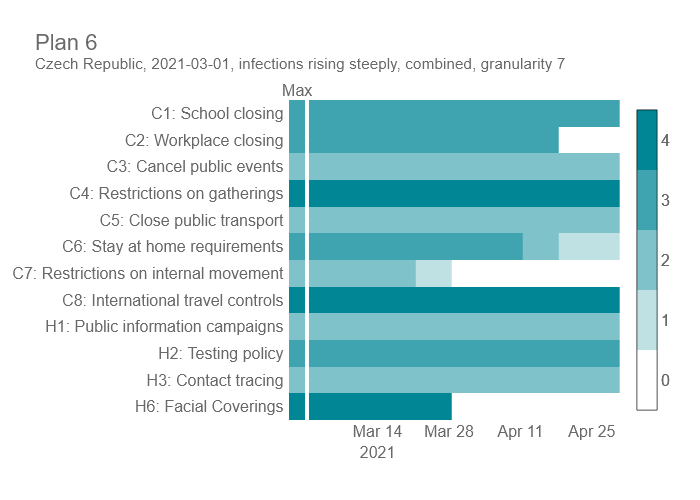 Plan 6
Czech Republic, 2021-03-01, infections rising steeply, combined, granularity 7
Max
C1: School closing
C2: Workplace closing
C3: Cancel public events
C4: Restrictions on gatherings
C5: Close public transport
C6: Stay at home requirements
C7: Restrictions on internal movement
C8: International travel controls
H1: Public information campaigns
H2: Testing policy
H3: Contact tracing
H6: Facial Coverings
Mar 14 Mar 28 Apr 11 Apr 25
2021
4
3
2
1
0